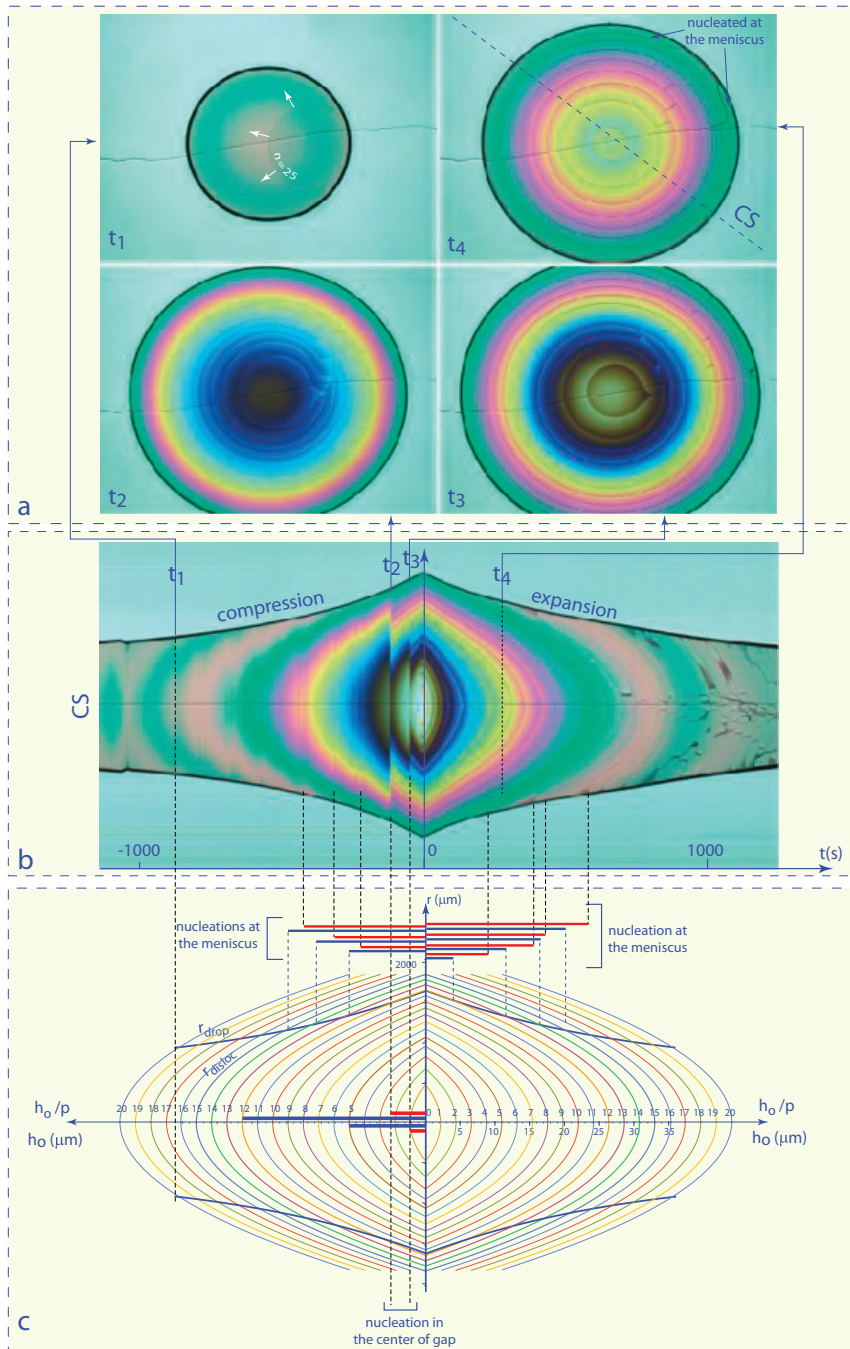 nucleated at
the meniscus
n = 25
CS
t1
t4
t2
t3
a
t1
t2
t3
t4
compression
expansion
CS
-1000
0
1000
t(s)
b
r (μm)
nucleations at
the meniscus
nucleation at
the meniscus
2000
rdrop
rdisloc
ho /p
20 19 18 17 16 15 14 13 12 11 10 9 8 7 6 5
0 1 2 3 4 5 6 7 8 9 10 11 12 13 14 15 16 17 18 19 20
ho /p
ho (μm)
5 10 15 20 25 30 35
ho (μm)
nucleation in
the center of gap
c